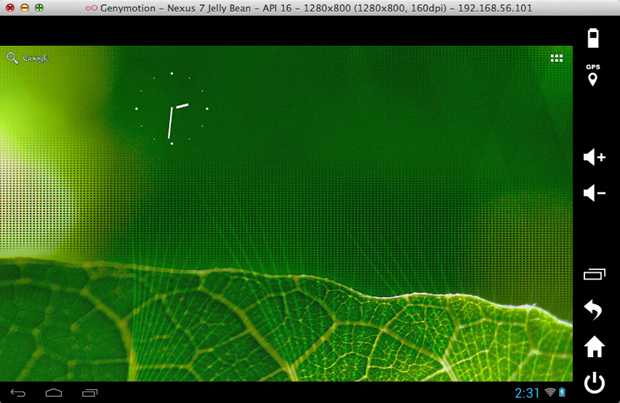 Genymotion – Nexus 7 Jelly Bean – API 16 – 1280x800 (1280x800, 160dpi) – 192.168.56.101
GPS
Google
2:31